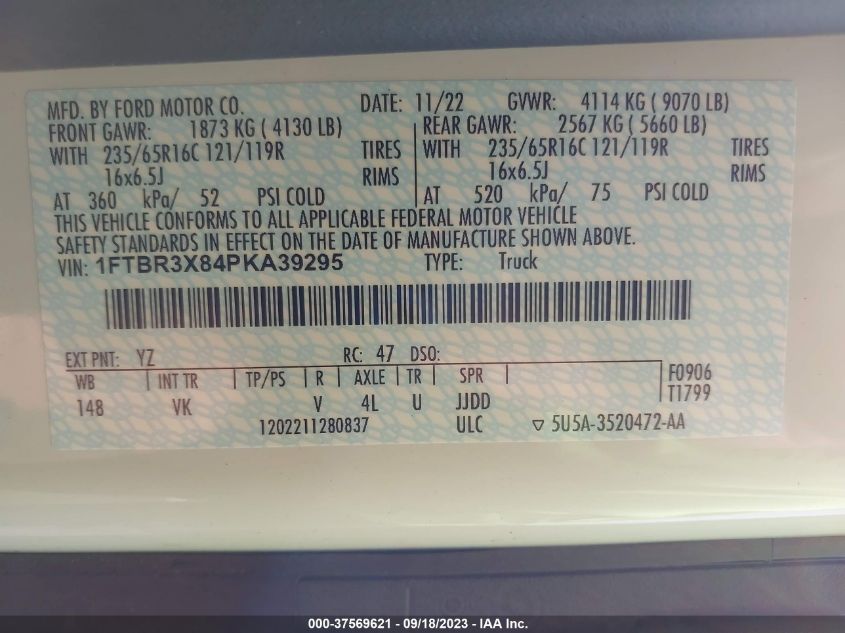 MFD. BY FORD MOTOR CO. DATE: 11/22 GVWR: 4114 KG ( 9070 LB)
FRONT GAWR: 1873 KG ( 4130 LB) REAR GAWR: 2567 KG ( 5660 LB)
WITH 235/65R16C 121/119R TIRES WITH 235/65R16C 121/119R TIRES
16x6.5J RIMS 16x6.5J RIMS
AT 360 kPa/ 52 PSI COLD AT 520 kPa/ 75 PSI COLD
THIS VEHICLE CONFORMS TO ALL APPLICABLE FEDERAL MOTOR VEHICLE
SAFETY STANDARDS IN EFFECT ON THE DATE OF MANUFACTURE SHOWN ABOVE.
VIN: 1FTBR3X84PKA39295 TYPE: Truck
EXT PNT: YZ RC: 47 DSO:
WB INT TR TP/PS R AXLE TR SPR F0906
148 VK V 4L U JJDD T1799
1202211280837 ULC ▽ 5U5A-3520472-AA
000-37569621 - 09/18/2023 - IAA Inc.